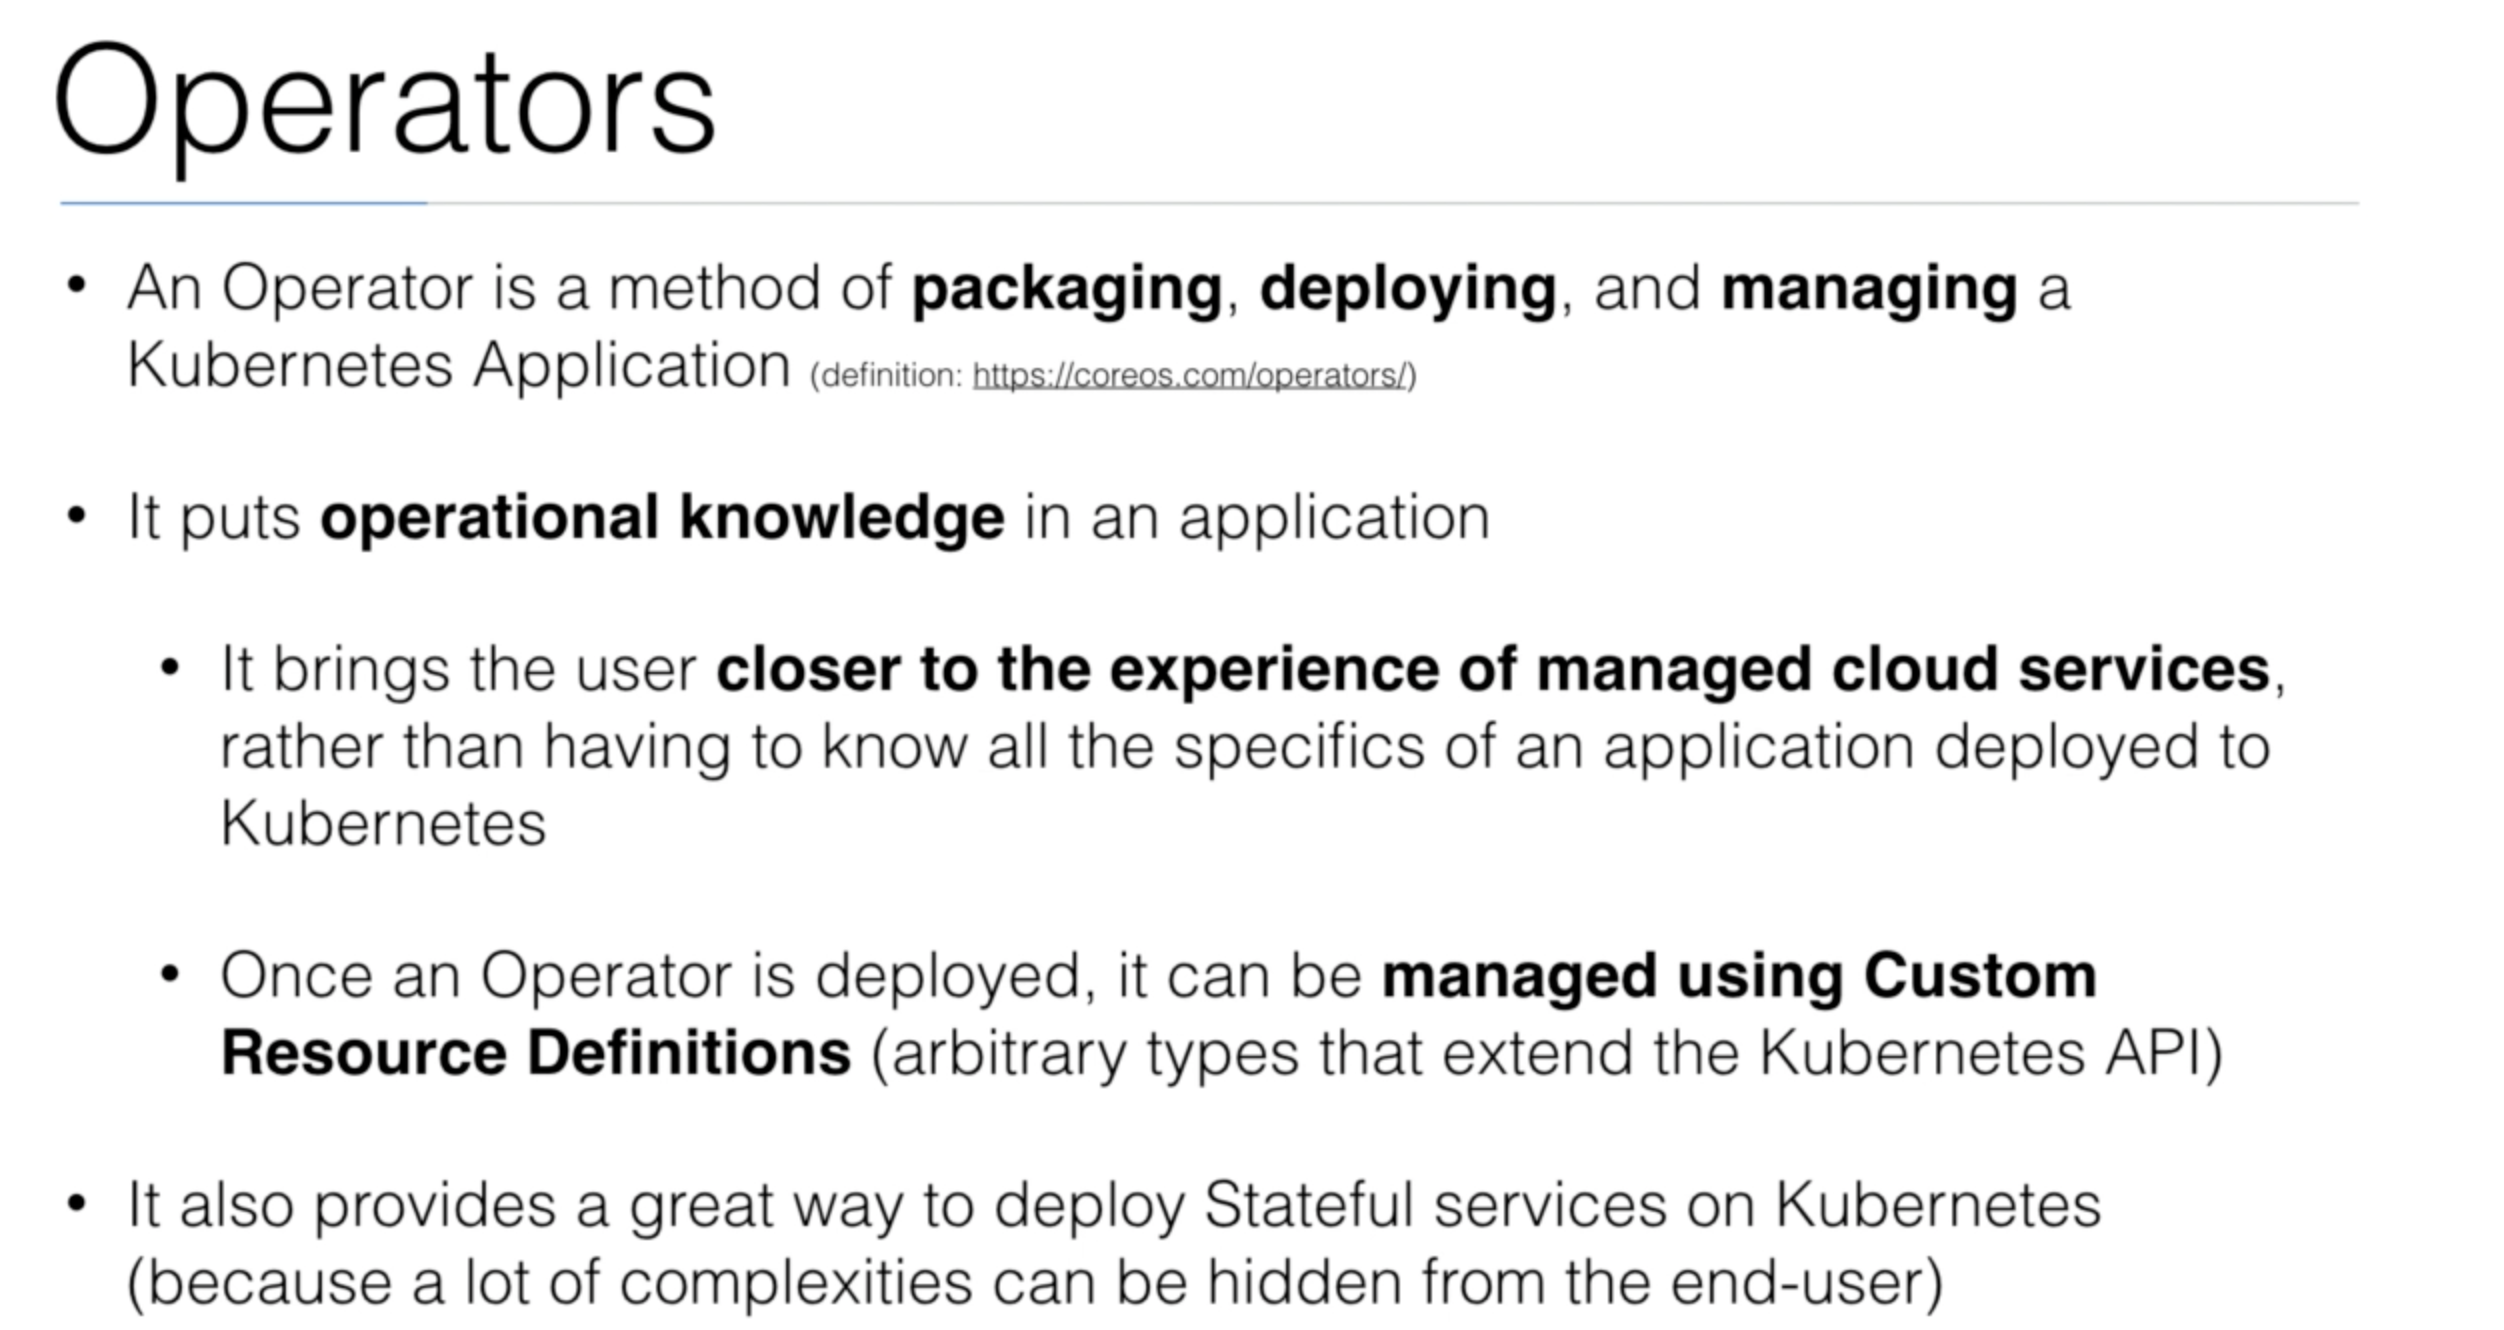 Operators
• An Operator is a method of packaging, deploying, and managing a
Kubernetes Application (definition: https://coreos.com/operators/)
• It puts operational knowledge in an application
• It brings the user closer to the experience of managed cloud services,
rather than having to know all the specifics of an application deployed to
Kubernetes
• Once an Operator is deployed, it can be managed using Custom
Resource Definitions (arbitrary types that extend the Kubernetes API)
• It also provides a great way to deploy Stateful services on Kubernetes
(because a lot of complexities can be hidden from the end-user)